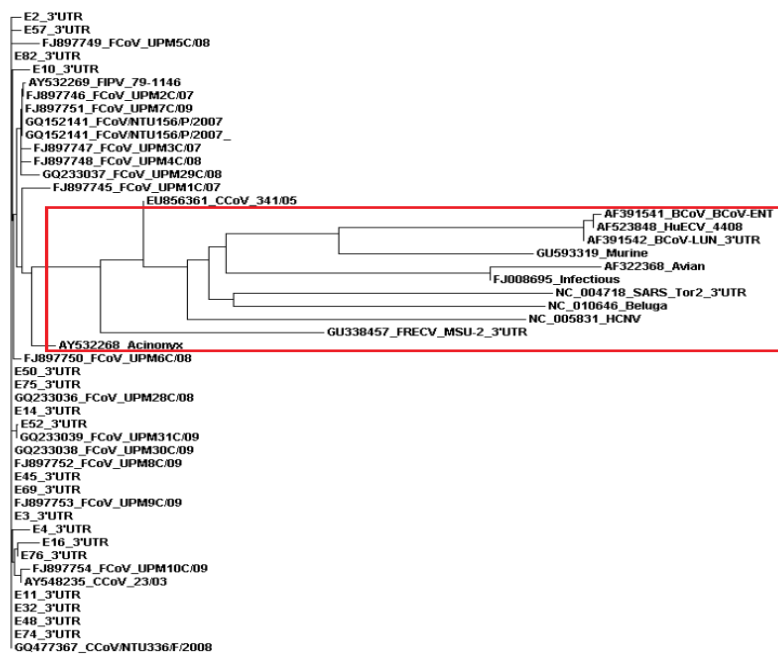 E2_3'UTR
E57_3'UTR
FJ897749_FCoV_UPM5C/08
E82_3'UTR
E10_3'UTR
AY532269_FIPV_79-1146
FJ897746_FCoV_UPM2C/07
FJ897751_FCoV_UPM7C/09
GQ152141_FCoV/NTU156/P/2007
GQ152141_FCoV/NTU156/P/2007_
FJ897747_FCoV_UPM3C/07
FJ897748_FCoV_UPM4C/08
GQ233037_FCoV_UPM29C/08
FJ897745_FCoV_UPM1C/07
EU856361_CCoV_341/05
AF391541_BCoV_BCoV-ENT
AF523848_HuECV_4408
AF391542_BCoV-LUN_3'UTR
GU593319_Murine
AF322368_Avian
FJ008695_Infectious
NC_004718_SARS_Tor2_3'UTR
NC_010646_Beluga
NC_005831_HCNV
GU338457_FRECV_MSU-2_3'UTR
AY532268_Acinonyx
FJ897750_FCoV_UPM6C/08
E50_3'UTR
E75_3'UTR
GQ233036_FCoV_UPM28C/08
E14_3'UTR
E52_3'UTR
GQ233039_FCoV_UPM31C/09
GQ233038_FCoV_UPM30C/09
FJ897752_FCoV_UPM8C/09
E45_3'UTR
E69_3'UTR
FJ897753_FCoV_UPM9C/09
E3_3'UTR
E4_3'UTR
E16_3'UTR
E76_3'UTR
FJ897754_FCoV_UPM10C/09
AY548235_CCoV_23/03
E11_3'UTR
E32_3'UTR
E48_3'UTR
E74_3'UTR
GQ477367_CCoV/NTU336/F/2008